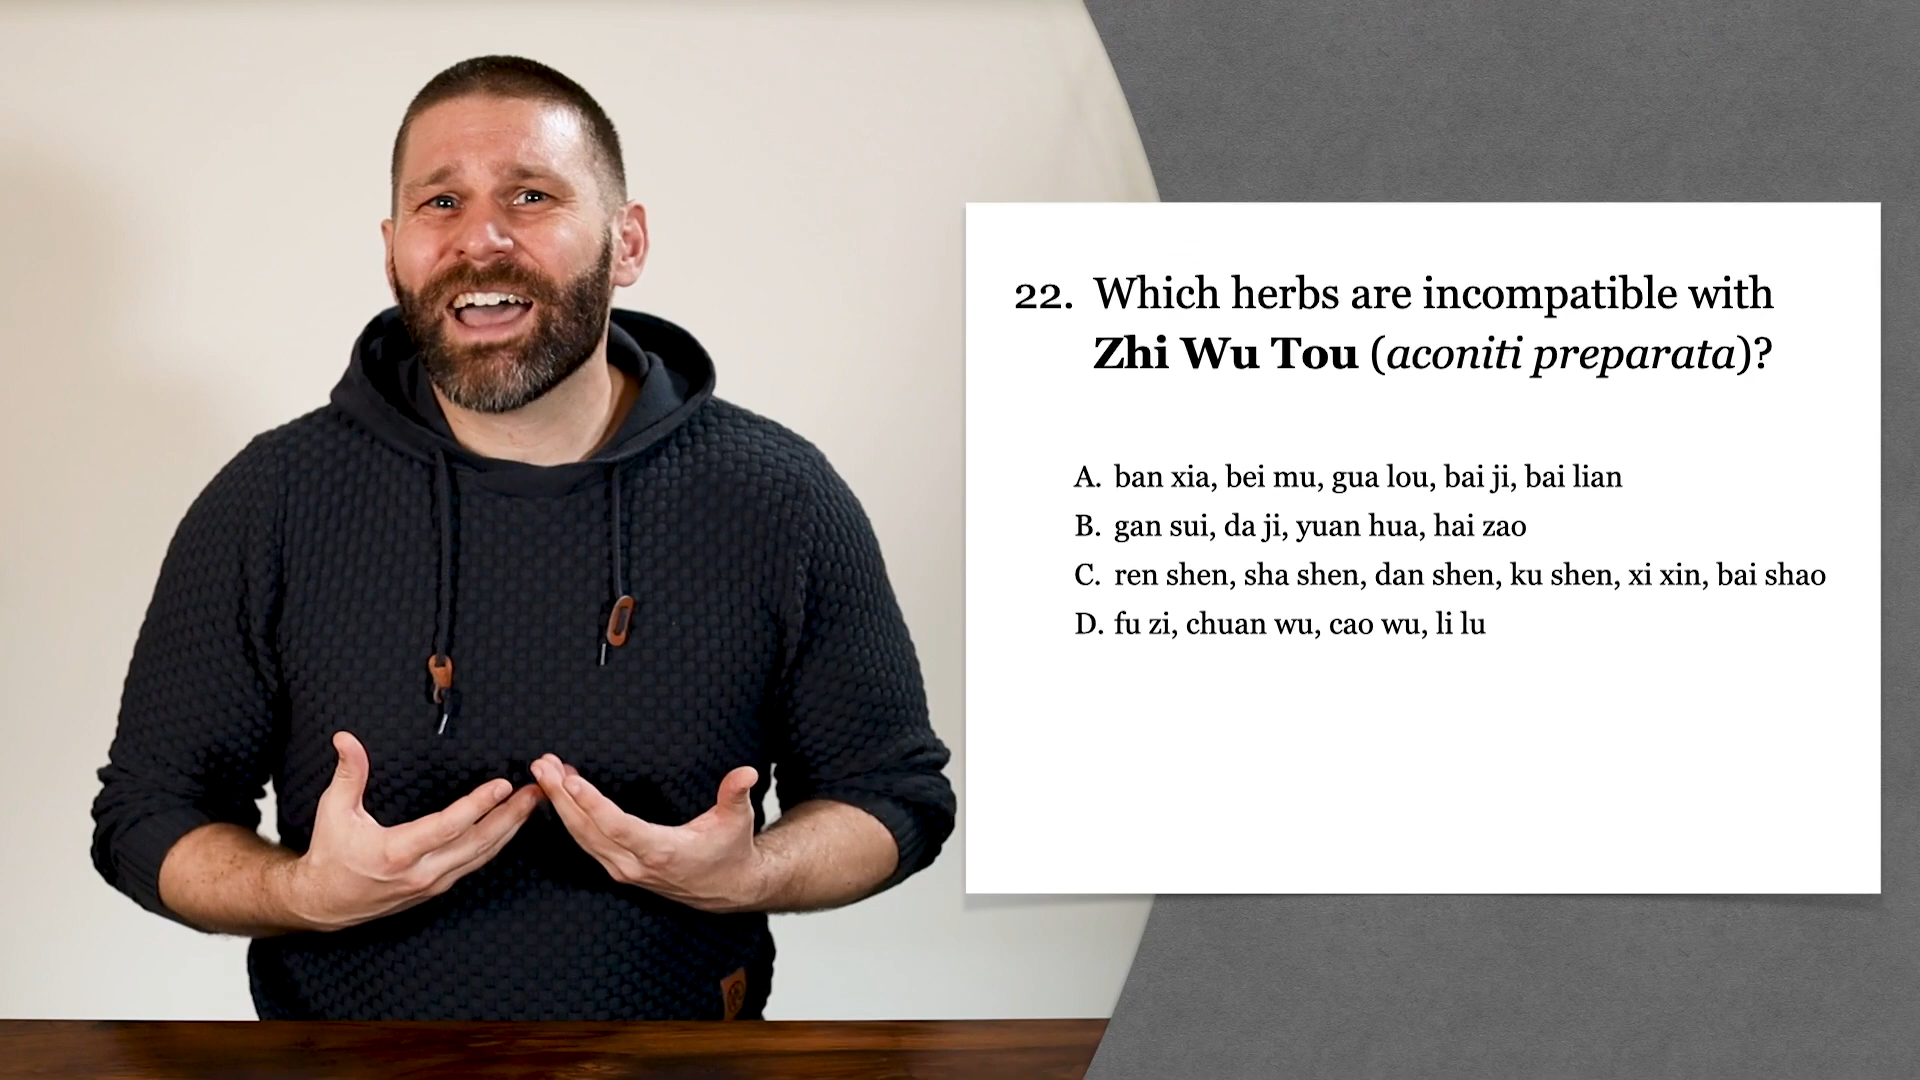 22. Which herbs are incompatible with
Zhi Wu Tou (aconiti preparata)?
A. ban xia, bei mu, gua lou, bai ji, bai lian
B. gan sui, da ji, yuan hua, hai zao
C. ren shen, sha shen, dan shen, ku shen, xi xin, bai shao
D. fu zi, chuan wu, cao wu, li lu